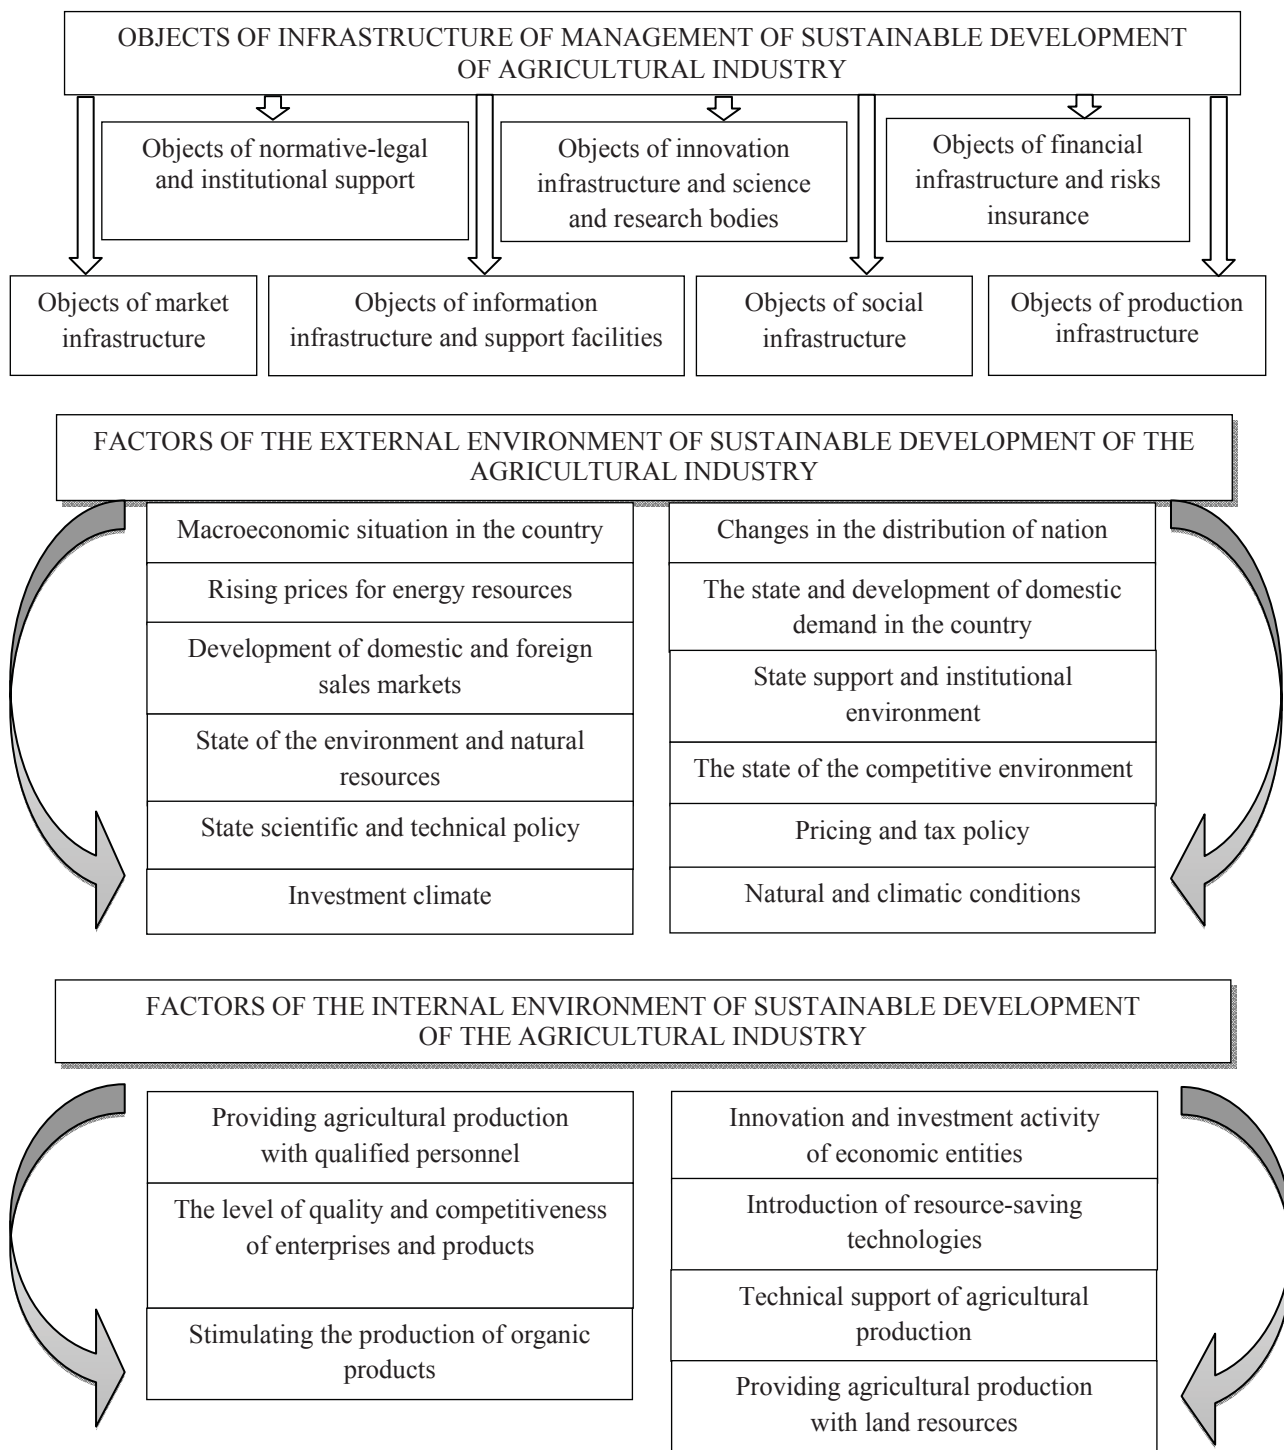 OBJECTS OF INFRASTRUCTURE OF MANAGEMENT OF SUSTAINABLE DEVELOPMENT
OF AGRICULTURAL INDUSTRY
Objects of normative-legal
and institutional support
Objects of innovation
infrastructure and science
and research bodies
Objects of financial
infrastructure and risks
insurance
Objects of market
infrastructure
Objects of information
infrastructure and support facilities
Objects of social
infrastructure
Objects of production
infrastructure
FACTORS OF THE EXTERNAL ENVIRONMENT OF SUSTAINABLE DEVELOPMENT OF THE
AGRICULTURAL INDUSTRY
Macroeconomic situation in the country
Rising prices for energy resources
Development of domestic and foreign
sales markets
State of the environment and natural
resources
State scientific and technical policy
Investment climate
Changes in the distribution of nation
The state and development of domestic
demand in the country
State support and institutional
environment
The state of the competitive environment
Pricing and tax policy
Natural and climatic conditions
FACTORS OF THE INTERNAL ENVIRONMENT OF SUSTAINABLE DEVELOPMENT
OF THE AGRICULTURAL INDUSTRY
Providing agricultural production
with qualified personnel
The level of quality and competitiveness
of enterprises and products
Stimulating the production of organic
products
Innovation and investment activity
of economic entities
Introduction of resource-saving
technologies
Technical support of agricultural
production
Providing agricultural production
with land resources